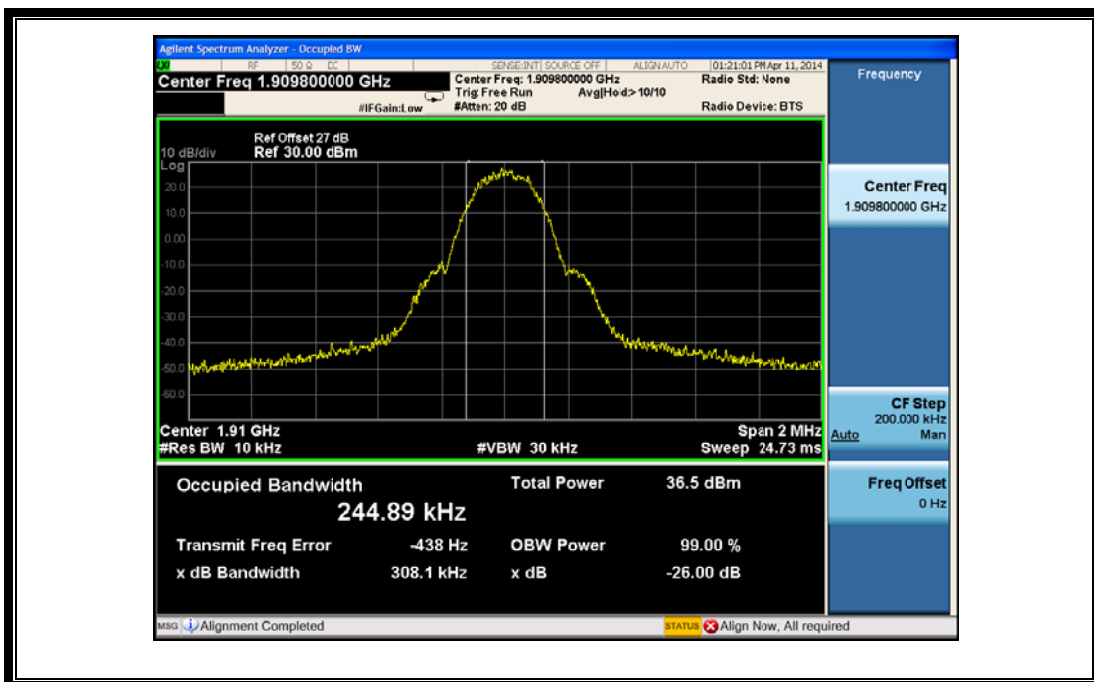 Agilent Spectrum Analyzer - Occupied BW
LXI RF 50 Ω DC SENSE:INT SOURCE OFF ALIGN AUTO 01:21:01 PM Apr 11, 2014
Center Freq 1.909800000 GHz
Center Freq: 1.909800000 GHz
Radio Std: None
Trig: Free Run Avg|Hold:> 10/10
#IFGain:Low
#Atten: 20 dB
Radio Device: BTS
Ref Offset 27 dB
10 dB/div
Ref 30.00 dBm
Log
20.0
10.0
0.00
-10.0
-20.0
-30.0
-40.0
-50.0
-60.0
Center 1.91 GHz
Span 2 MHz
#Res BW 10 kHz
#VBW 30 kHz
Sweep 24.73 ms
Occupied Bandwidth
Total Power 36.5 dBm
244.89 kHz
Transmit Freq Error -438 Hz
OBW Power 99.00 %
x dB Bandwidth 308.1 kHz
x dB -26.00 dB
Frequency
Center Freq
1.909800000 GHz
CF Step
200.000 kHz
Auto Man
Freq Offset
0 Hz
MSG Alignment Completed
STATUS Align Now, All required